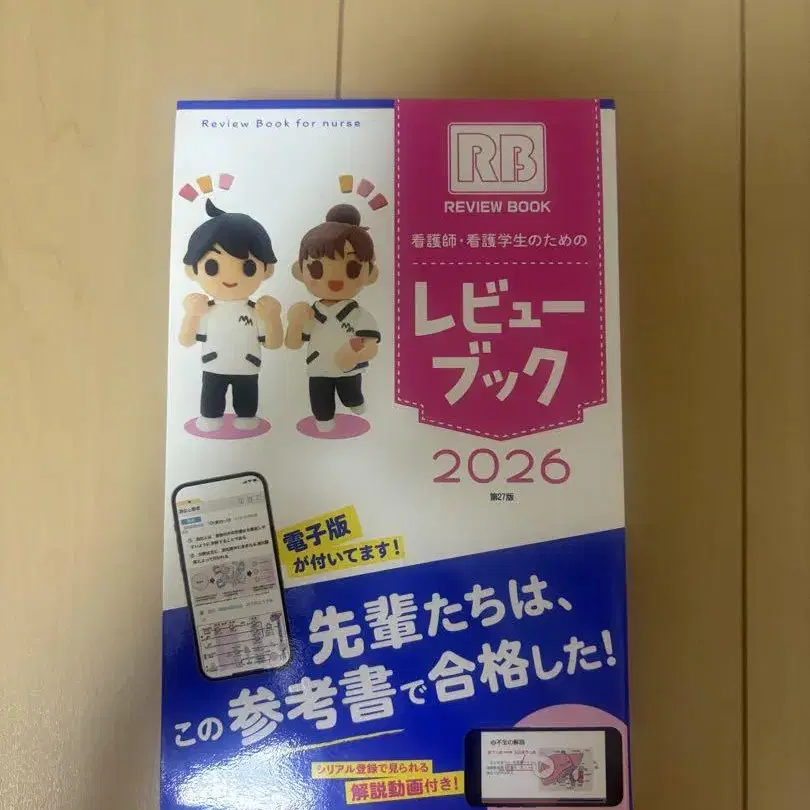 Review Book for nurse
RB
REVIEW BOOK
看護師・看護学生のための
レビュー
ブック
2026
第27版
電子版
が付いてます！
先輩たちは、
この参考書で合格した！
シリアル登録で見られる
解説動画付き！